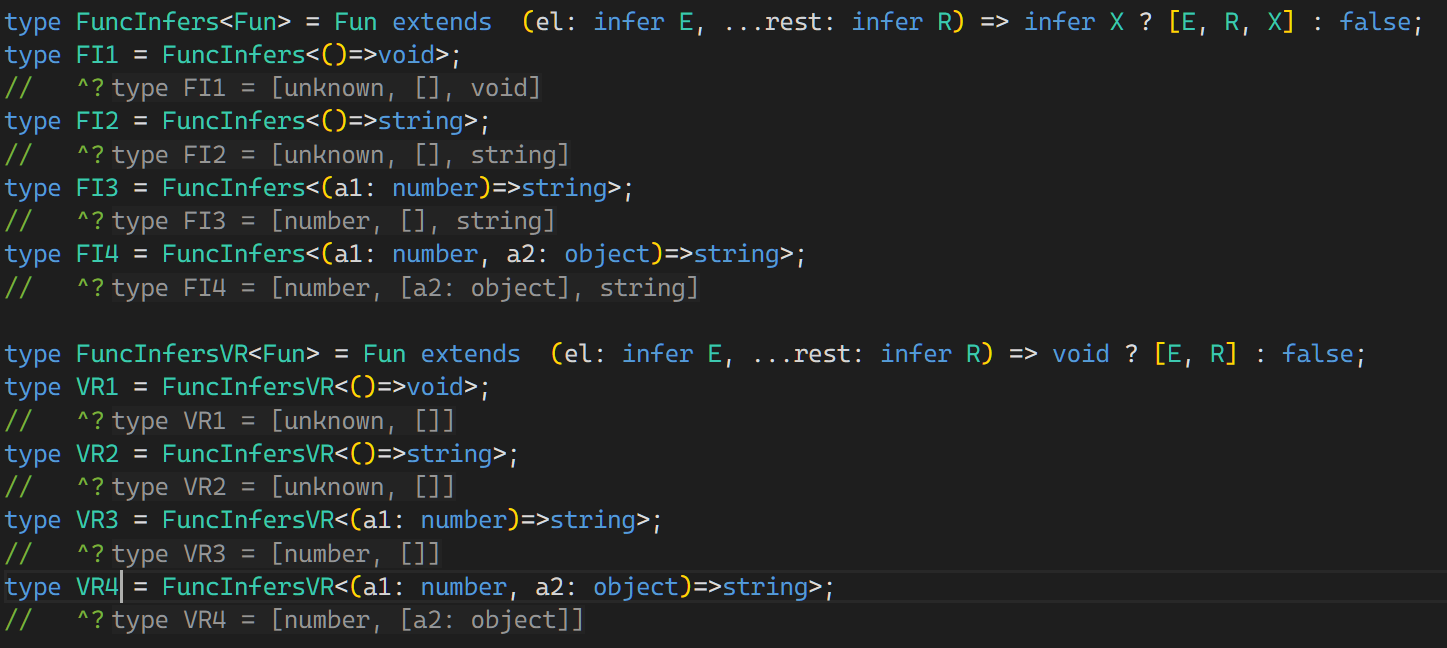 type FuncInfers<Fun> = Fun extends  (el: infer E, ...rest: infer R) => infer X ? [E, R, X] : false;
type FI1 = FuncInfers<()=>void>;
//   ^? type FI1 = [unknown, [], void]
type FI2 = FuncInfers<()=>string>;
//   ^? type FI2 = [unknown, [], string]
type FI3 = FuncInfers<(a1: number)=>string>;
//   ^? type FI3 = [number, [], string]
type FI4 = FuncInfers<(a1: number, a2: object)=>string>;
//   ^? type FI4 = [number, [a2: object], string]
type FuncInfersVR<Fun> = Fun extends  (el: infer E, ...rest: infer R) => void ? [E, R] : false;
type VR1 = FuncInfersVR<()=>void>;
//   ^? type VR1 = [unknown, []]
type VR2 = FuncInfersVR<()=>string>;
//   ^? type VR2 = [unknown, []]
type VR3 = FuncInfersVR<(a1: number)=>string>;
//   ^? type VR3 = [number, []]
type VR4 = FuncInfersVR<(a1: number, a2: object)=>string>;
//   ^? type VR4 = [number, [a2: object]]